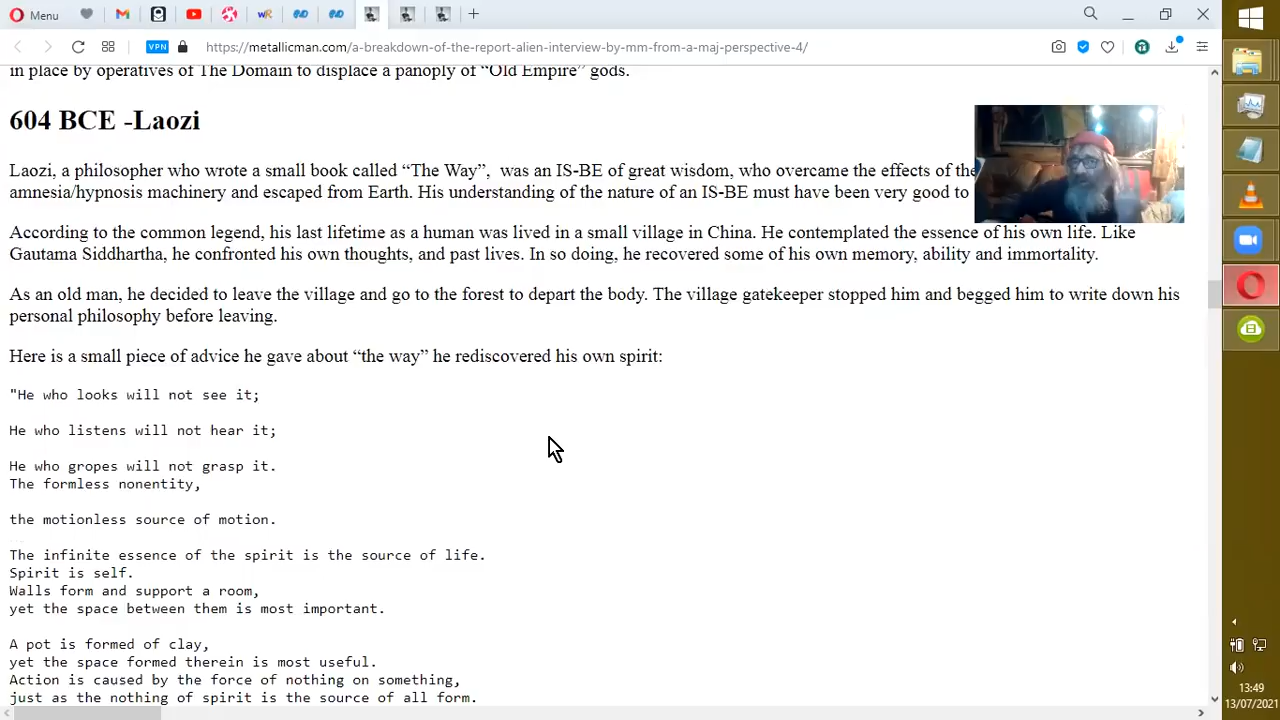 Menu
wR
VPN
https://metallicman.com/a-breakdown-of-the-report-alien-interview-by-mm-from-a-maj-perspective-4/
in place by operatives of The Domain to displace a panoply of “Old Empire” gods.
604 BCE -Laozi
Laozi, a philosopher who wrote a small book called “The Way”,  was an IS-BE of great wisdom, who overcame the effects of the
amnesia/hypnosis machinery and escaped from Earth. His understanding of the nature of an IS-BE must have been very good to
According to the common legend, his last lifetime as a human was lived in a small village in China. He contemplated the essence of his own life. Like
Gautama Siddhartha, he confronted his own thoughts, and past lives. In so doing, he recovered some of his own memory, ability and immortality.
As an old man, he decided to leave the village and go to the forest to depart the body. The village gatekeeper stopped him and begged him to write down his
personal philosophy before leaving.
Here is a small piece of advice he gave about “the way” he rediscovered his own spirit:
"He who looks will not see it;
He who listens will not hear it;
He who gropes will not grasp it.
The formless nonentity,
the motionless source of motion.
The infinite essence of the spirit is the source of life.
Spirit is self.
Walls form and support a room,
yet the space between them is most important.
A pot is formed of clay,
yet the space formed therein is most useful.
Action is caused by the force of nothing on something,
just as the nothing of spirit is the source of all form.
13:49
13/07/2021